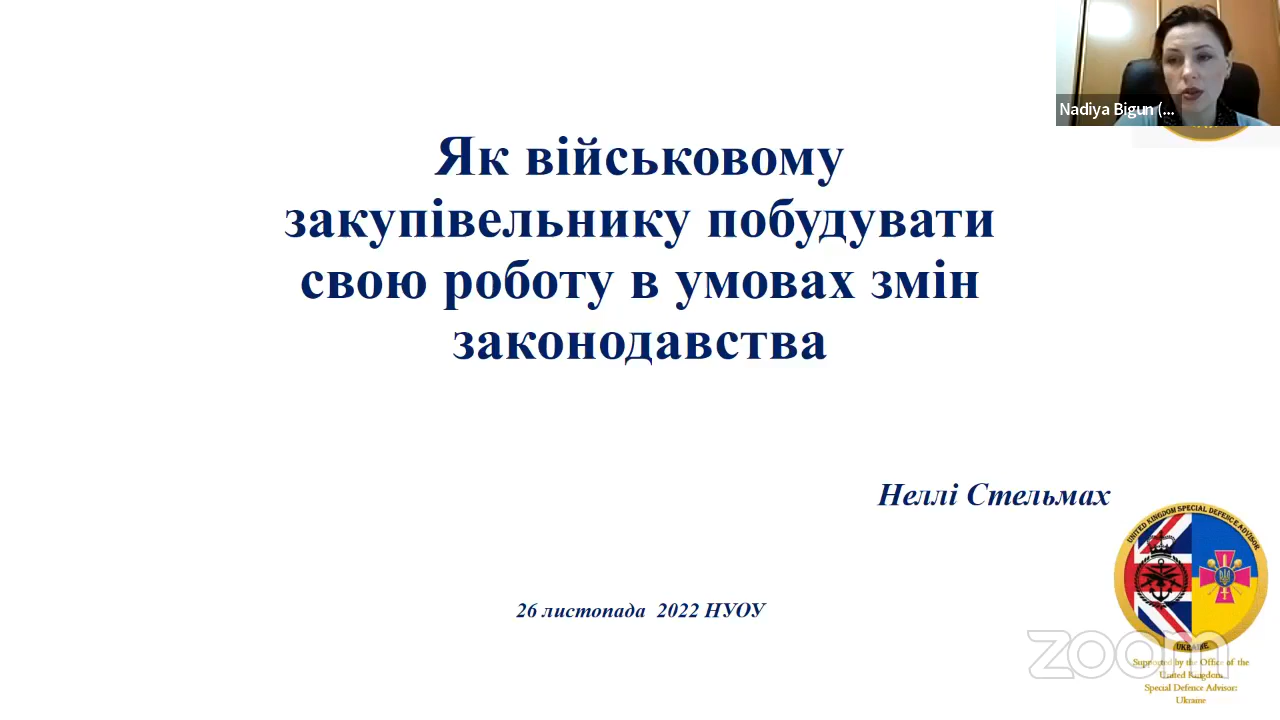 Nadiya Bigun (...
Як військовому
закупівельнику побудувати
свою роботу в умовах змін
законодавства
Неллі Стельмах
UNITED KINGDOM SPECIAL DEFENCE ADVISOR
UKRAINE
26 листопада 2022 НУОУ
zoom
Supported by the Office of the
United Kingdom
Special Defence Advisor:
Ukraine